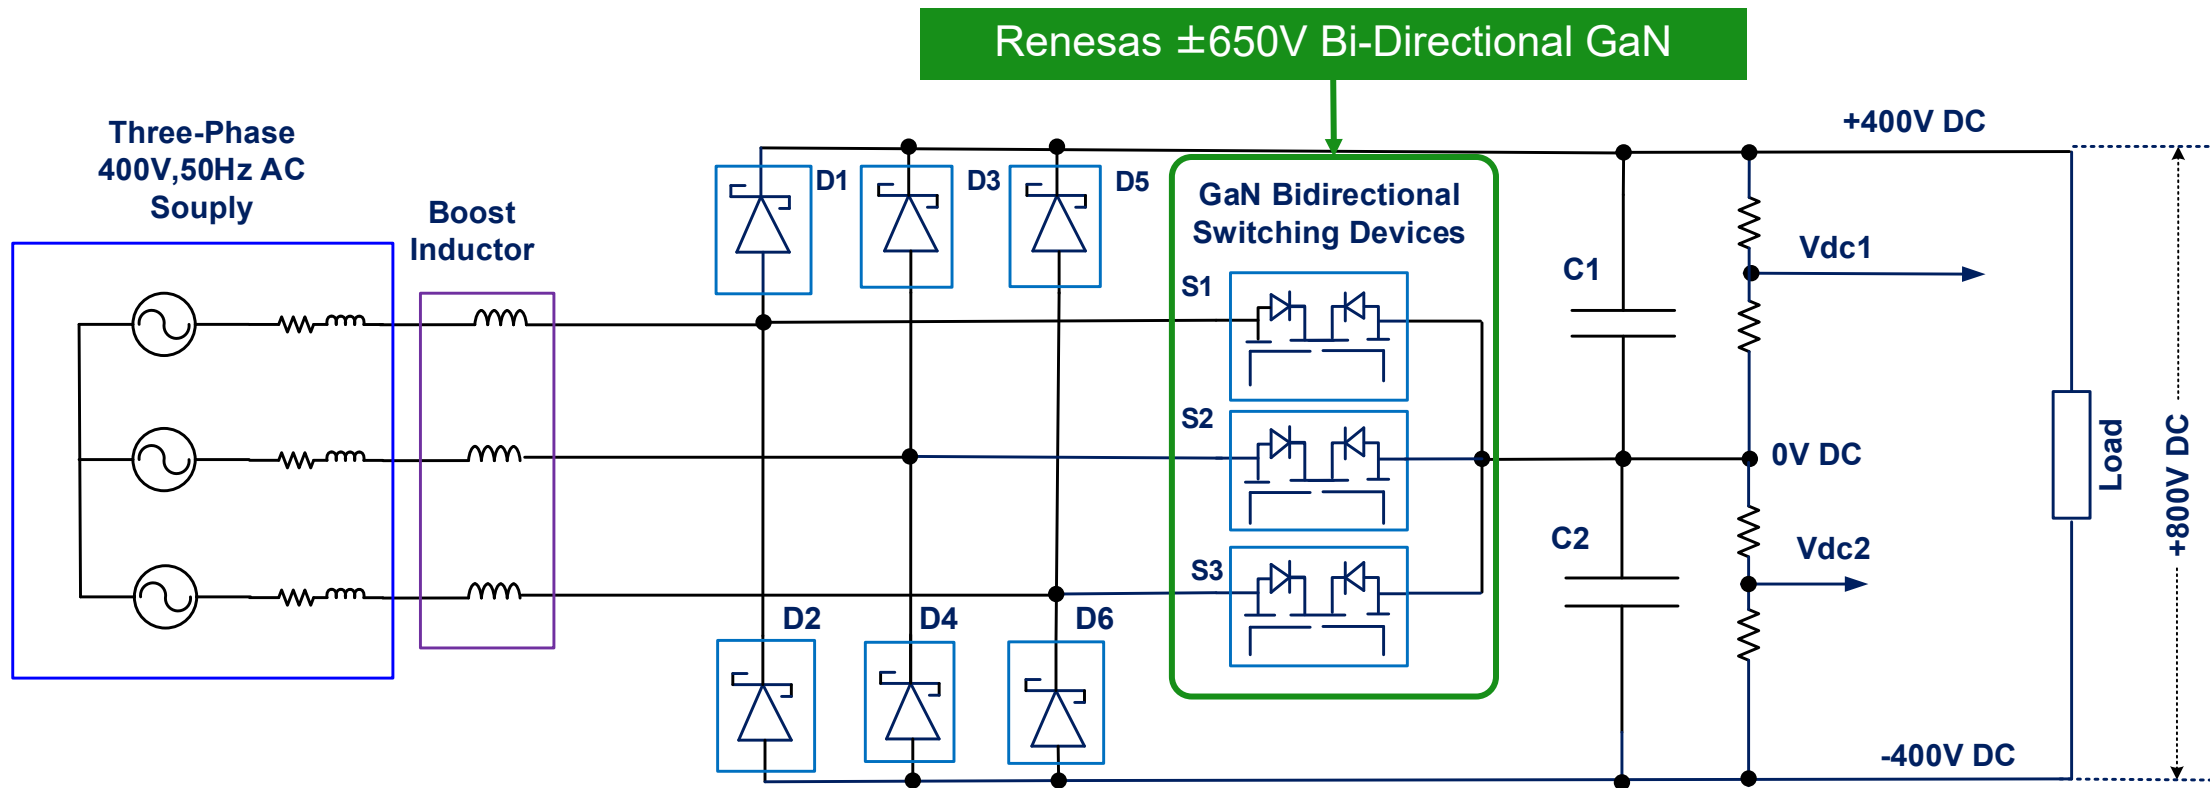 Renesas ±650V Bi-Directional GaN
Three-Phase
400V,50Hz AC
Souply
Boost
Inductor
D1
D3
D5
GaN Bidirectional
Switching Devices
S1
S2
S3
D2
D4
D6
C1
C2
Vdc1
Vdc2
+400V DC
0V DC
-400V DC
Load
+800V DC